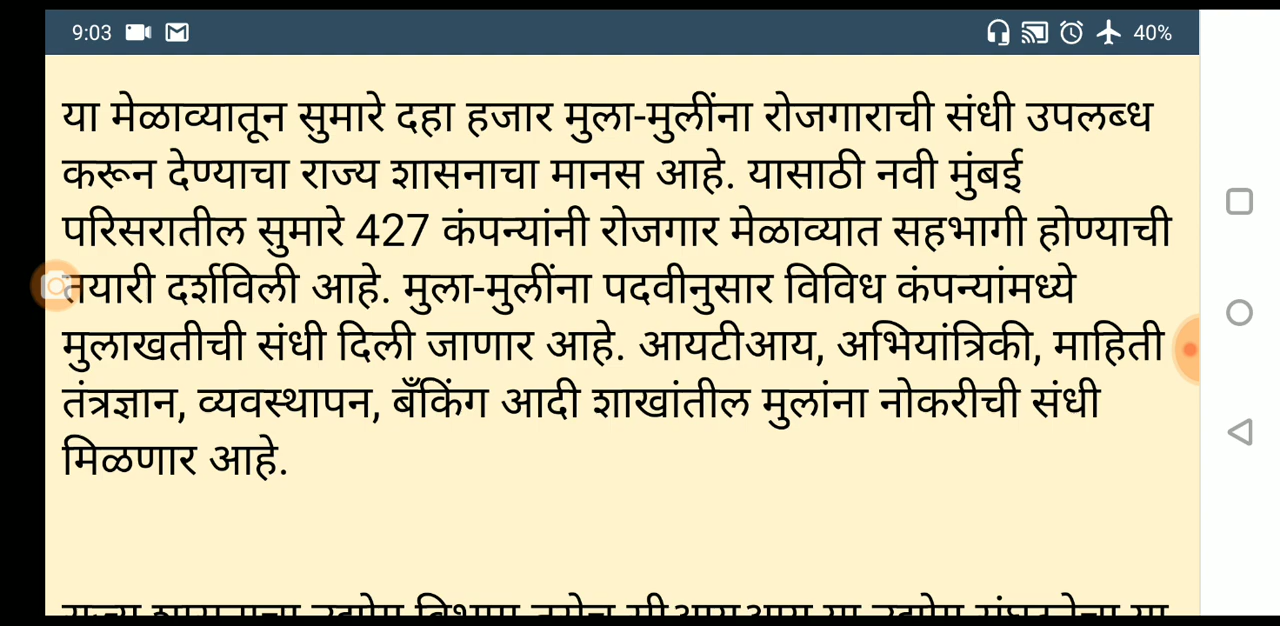 9:03
40%
या मेळाव्यातून सुमारे दहा हजार मुला-मुलींना रोजगाराची संधी उपलब्ध
करून देण्याचा राज्य शासनाचा मानस आहे. यासाठी नवी मुंबई
परिसरातील सुमारे 427 कंपन्यांनी रोजगार मेळाव्यात सहभागी होण्याची
तयारी दर्शविली आहे. मुला-मुलींना पदवीनुसार विविध कंपन्यांमध्ये
मुलाखतीची संधी दिली जाणार आहे. आयटीआय, अभियांत्रिकी, माहिती
तंत्रज्ञान, व्यवस्थापन, बँकिंग आदी शाखांतील मुलांना नोकरीची संधी
मिळणार आहे.